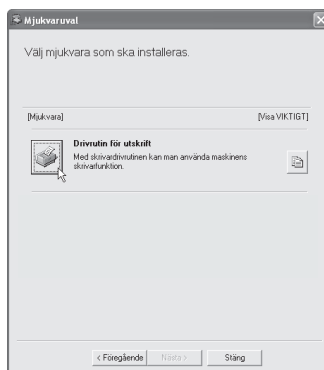 Mjukvaruval
Välj mjukvara som ska installeras.
[Mjukvara] [Visa VIKTIGT]
Drivrutin för utskrift
Med skrivardrivrutinen kan man använda maskinens
skrivarfunktion.
< Föregående Nästa > Stäng